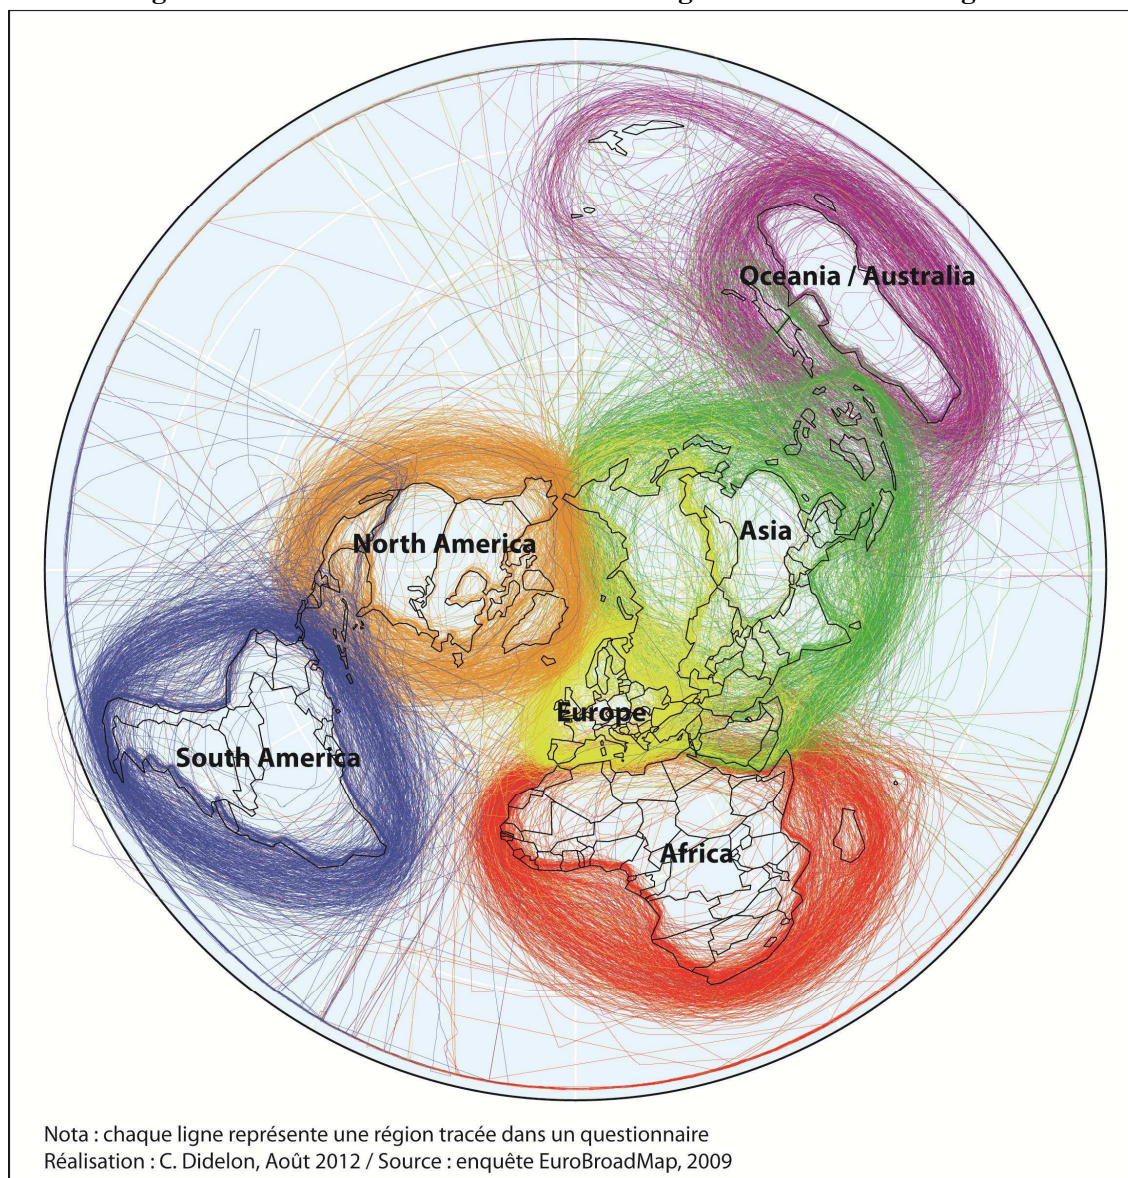 Oceania / Australia
Asia
North America
Europe
South America
Africa
Nota : chaque ligne représente une région tracée dans un questionnaire
Réalisation : C. Didelon, Août 2012 / Source : enquête EuroBroadMap, 2009